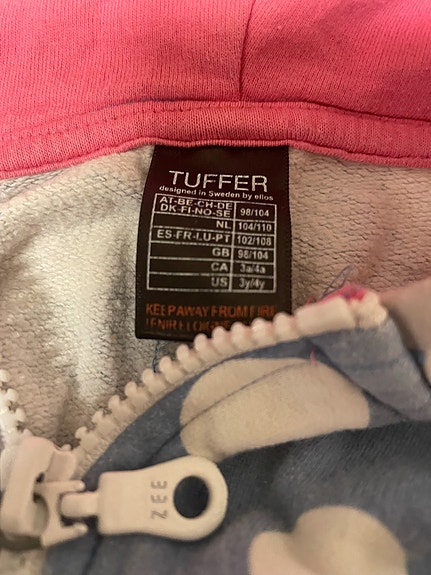 TUFFER
designed in Sweden by ellos
AT-BE-CH-DE
DK-FI-NO-SE 98/104
NL 104/110
ES-FR-LU-PT 102/108
GB 98/104
CA 3a/4a
US 3y/4y
KEEP AWAY FROM FIRE
TENIR ELOIGNE
ZEE